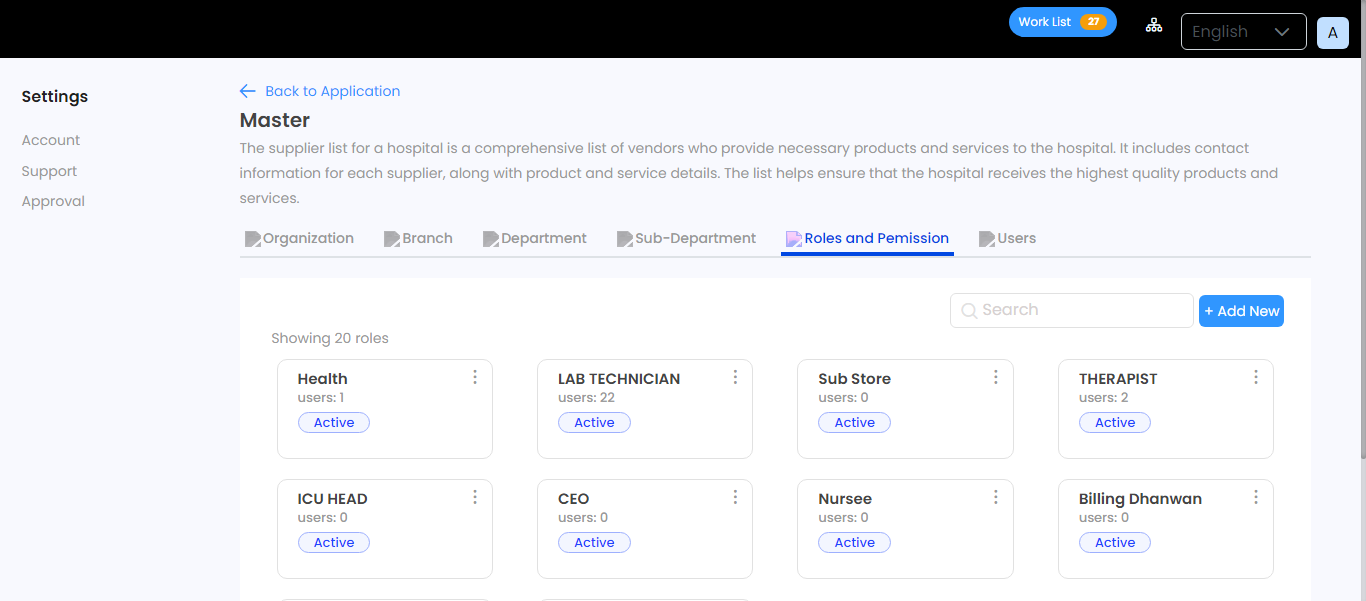 Work List 27
English
A
Settings
Account
Support
Approval
Back to Application
Master
The supplier list for a hospital is a comprehensive list of vendors who provide necessary products and services to the hospital. It includes contact
information for each supplier, along with product and service details. The list helps ensure that the hospital receives the highest quality products and
services.
Organization Branch Department Sub-Department Roles and Pemission Users
Search + Add New
Showing 20 roles
Health LAB TECHNICIAN Sub Store THERAPIST
users: 1 users: 22 users: 0 users: 2
Active Active Active Active
ICU HEAD CEO Nursee Billing Dhanwan
users: 0 users: 0 users: 0 users: 0
Active Active Active Active